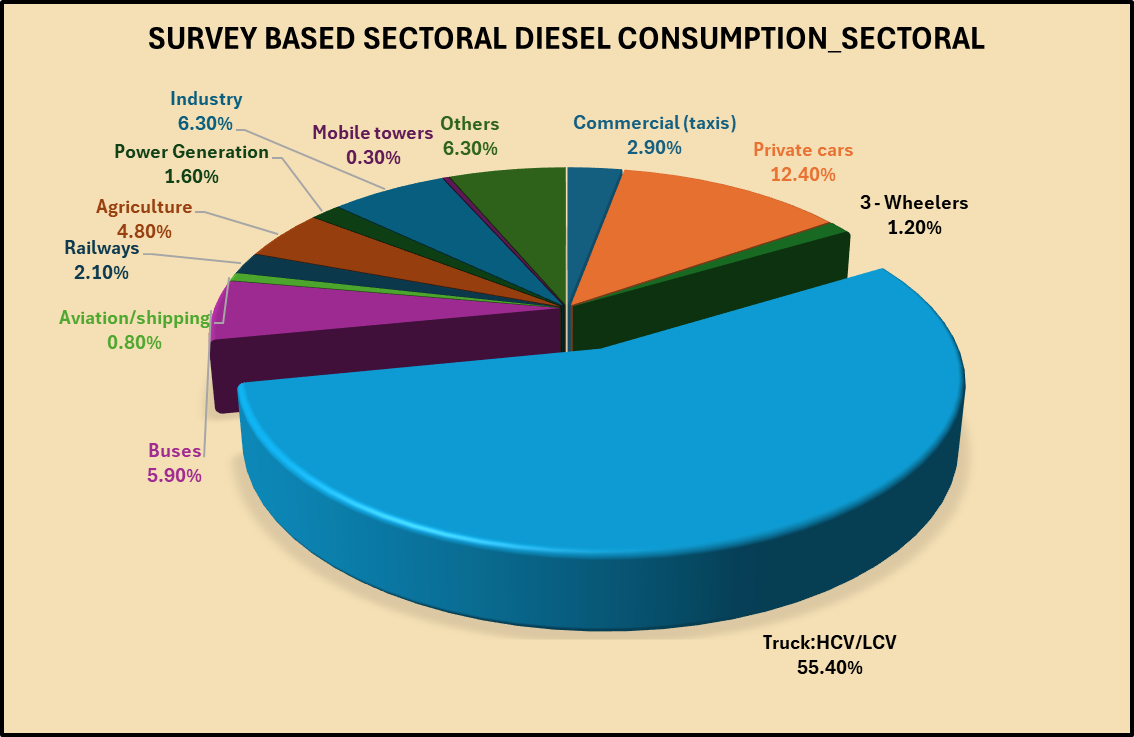 SURVEY BASED SECTORAL DIESEL CONSUMPTION_SECTORAL
Industry
6.30%
Mobile towers
0.30%
Others
6.30%
Commercial (taxis)
2.90%
Private cars
12.40%
Power Generation
1.60%
3 - Wheelers
1.20%
Agriculture
4.80%
Railways
2.10%
Aviation/shipping
0.80%
Buses
5.90%
Truck:HCV/LCV
55.40%